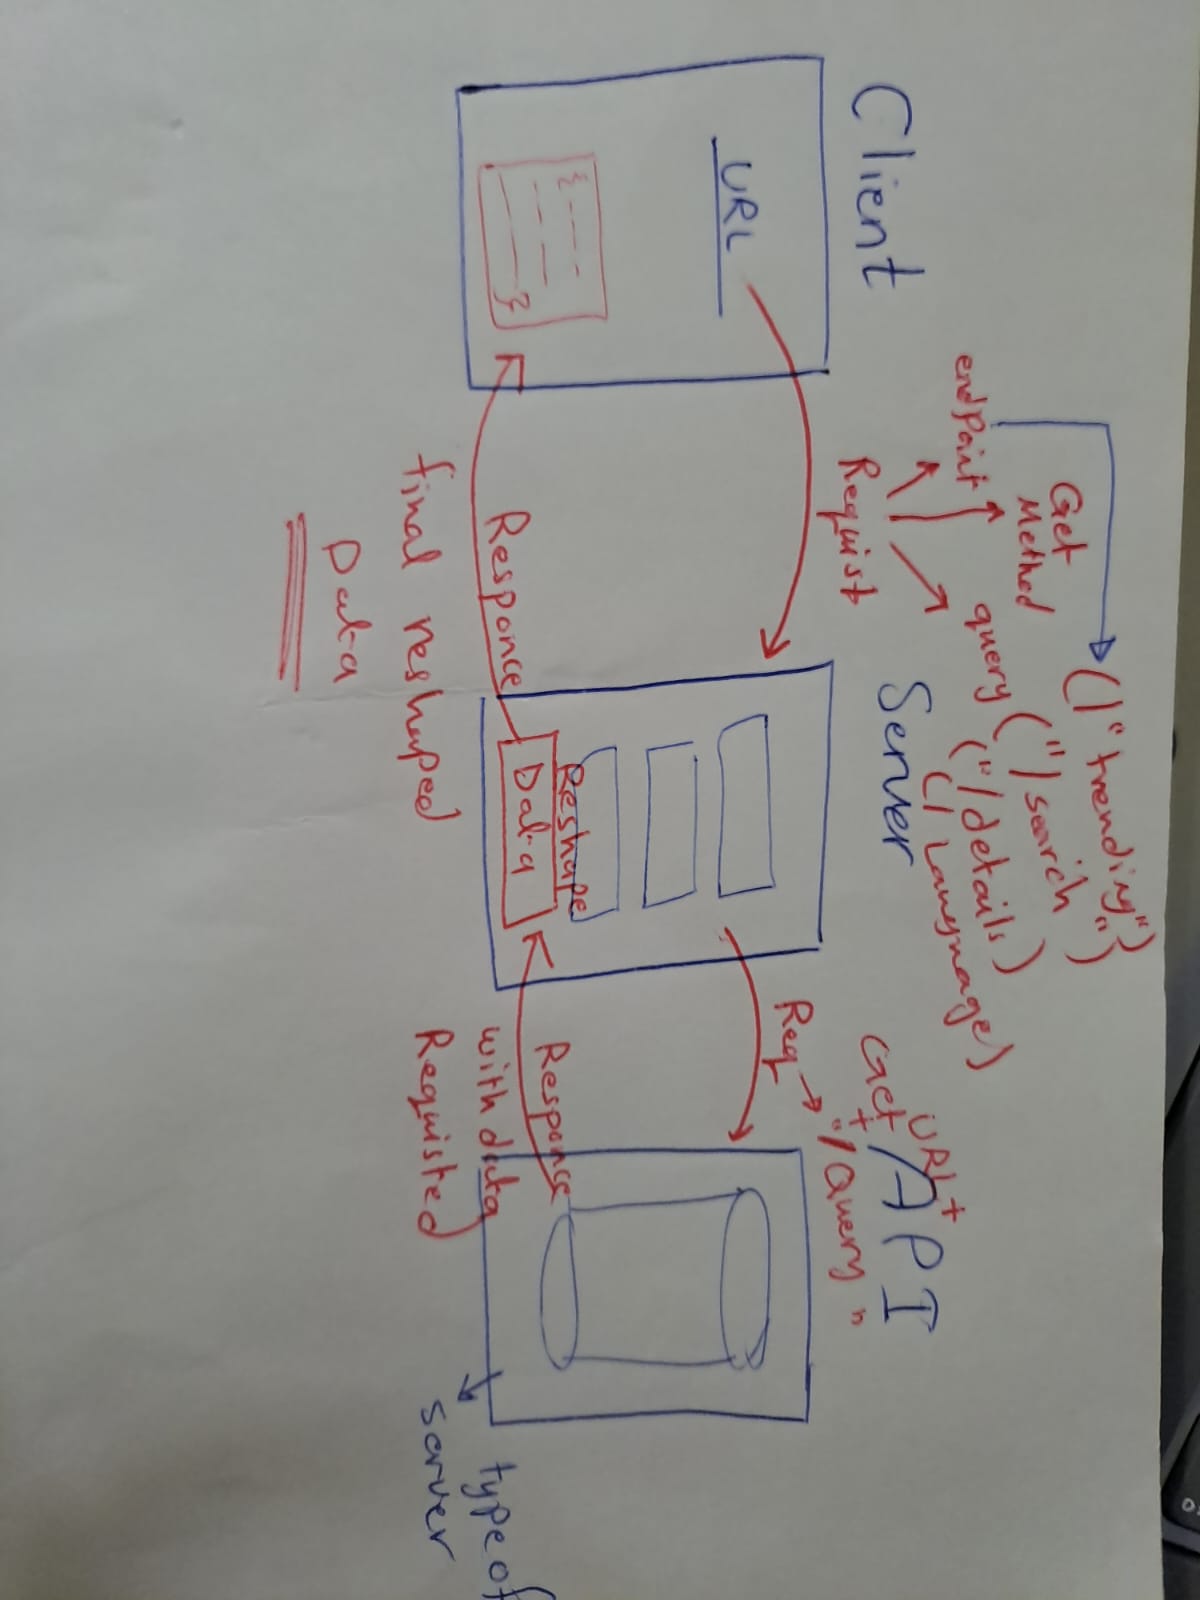 Client
URL
{ ----
- - -
——— }
endpoint
Get
Method
(/"trending")
query ("/search")
("/details)
(/Languages)
Requist
Server
Reshape
Data
Responce
final reshaped
Data
Req → "/Query"
Get +
URL +
API
Responce
with data
Requisted
type of
server